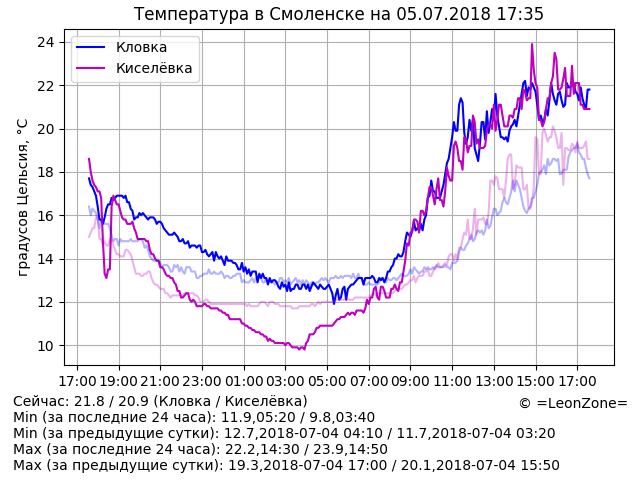 Температура в Смоленске на 05.07.2018 17:35
Кловка
Киселёвка
градусов Цельсия, °C
24
22
20
18
16
14
12
10
17:00 19:00 21:00 23:00 01:00 03:00 05:00 07:00 09:00 11:00 13:00 15:00 17:00
Сейчас: 21.8 / 20.9 (Кловка / Киселёвка)
© =LeonZone=
Min (за последние 24 часа): 11.9,05:20 / 9.8,03:40
Min (за предыдущие сутки): 12.7,2018-07-04 04:10 / 11.7,2018-07-04 03:20
Max (за последние 24 часа): 22.2,14:30 / 23.9,14:50
Max (за предыдущие сутки): 19.3,2018-07-04 17:00 / 20.1,2018-07-04 15:50